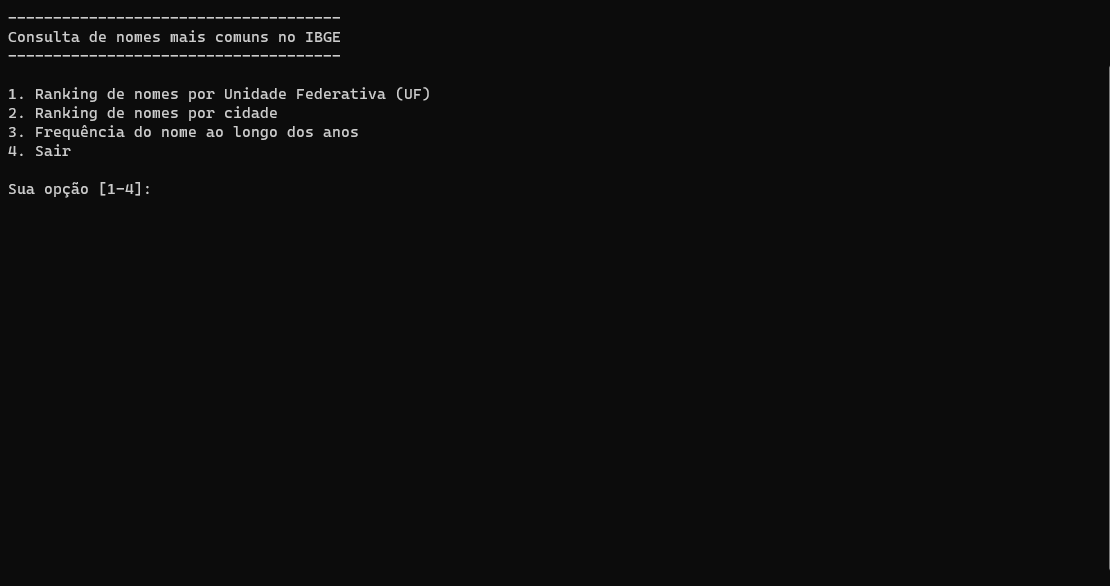 -------------------------------------
Consulta de nomes mais comuns no IBGE
-------------------------------------
1. Ranking de nomes por Unidade Federativa (UF)
2. Ranking de nomes por cidade
3. Frequência do nome ao longo dos anos
4. Sair
Sua opção [1-4]: